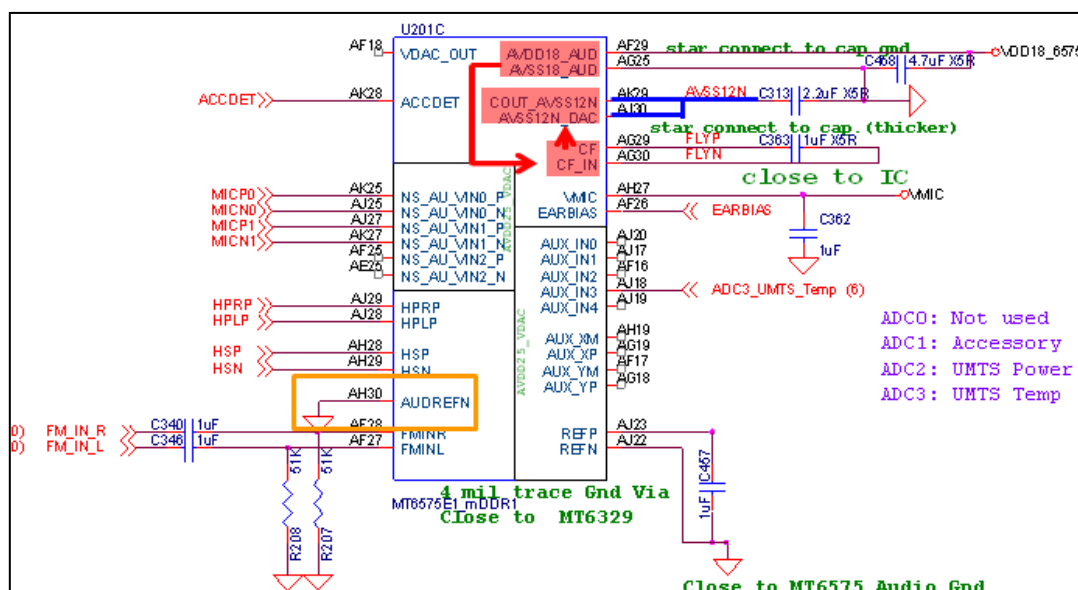 U201C
AF18
VDAC_OUT
AVDD18_AUD
AVSS18_AUD
AF29
AG25
star connect to cap gnd
C468
4.7uF X5R
VDD18_6575
ACCDET
AK28
ACCDET
COUT_AVSS12N
AVSS12N_DAC
AK29
AJ30
AVSS12N
C313
2.2uF X5R
star connect to cap.(thicker)
CF
CF_IN
AG29
AG30
FLYP
FLYN
C363
1uF X5R
close to IC
VMIC
EARBIAS
AH27
AF26
VMIC
EARBIAS
C362
1uF
MICP0
MICN0
MICP1
MICN1
AK25
AJ25
AJ27
AK27
AF25
AE25
NS_AU_VIN0_P
NS_AU_VIN0_N
NS_AU_VIN1_P
NS_AU_VIN1_N
NS_AU_VIN2_P
NS_AU_VIN2_N
AVDD25_VDAC
AUX_IN0
AUX_IN1
AUX_IN2
AUX_IN3
AUX_IN4
AJ20
AJ17
AF16
AJ18
AJ19
ADC3_UMTS_Temp (6)
HPRP
HPLP
AJ29
AJ28
HPRP
HPLP
HSP
HSN
AH28
AH29
HSP
HSN
AVDD25_VDAC
AUX_XM
AUX_XP
AUX_YM
AUX_YP
AH19
AG19
AF17
AG18
ADC0: Not used
ADC1: Accessory
ADC2: UMTS Power
ADC3: UMTS Temp
AH30
AUDREFN
0) FM_IN_R
0) FM_IN_L
C340
C346
1uF
1uF
AF28
AF27
FMINR
FMINL
REFP
REFN
AJ23
AJ22
C457
1uF
51K
51K
R208
R207
MT6575E1_mDDR1
4 mil trace Gnd Via
Close to MT6329
Close to MT6575 Audio Gnd